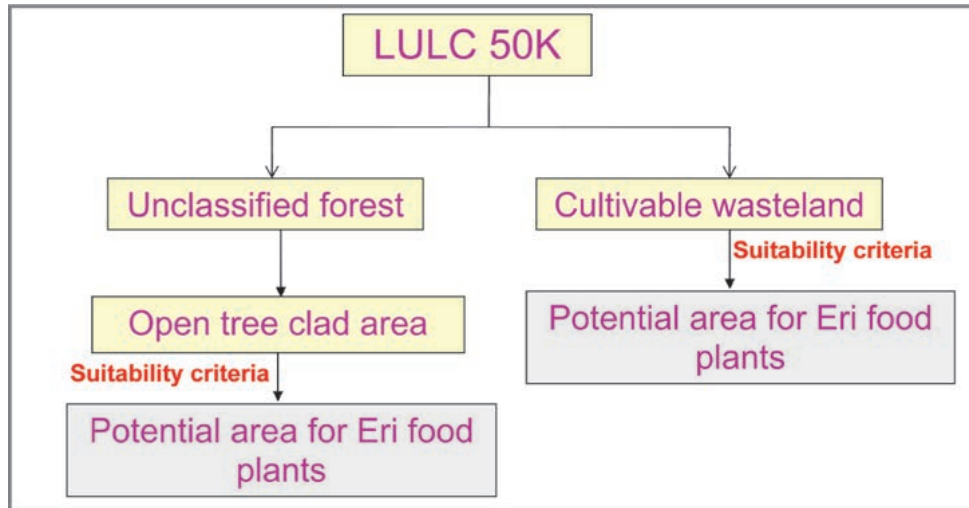 LULC 50K
Unclassified forest
Cultivable wasteland
Suitability criteria
Open tree clad area
Potential area for Eri food
plants
Suitability criteria
Potential area for Eri food
plants